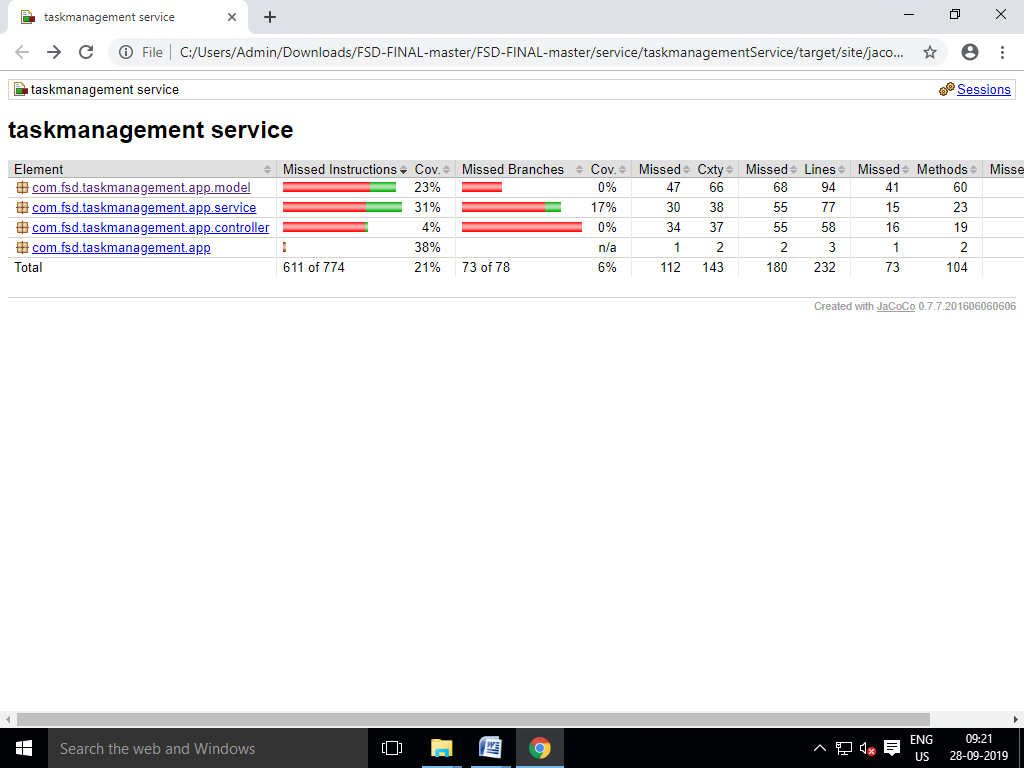 taskmanagement service
File C:/Users/Admin/Downloads/FSD-FINAL-master/FSD-FINAL-master/service/taskmanagementService/target/site/jaco...
taskmanagement service Sessions
taskmanagement service
Element Missed Instructions Cov. Missed Branches Cov. Missed Cxty Missed Lines Missed Methods Misse
com.fsd.taskmanagement.app.model 23% 0% 47 66 68 94 41 60
com.fsd.taskmanagement.app.service 31% 17% 30 38 55 77 15 23
com.fsd.taskmanagement.app.controller 4% 0% 34 37 55 58 16 19
com.fsd.taskmanagement.app 38% n/a 1 2 2 3 1 2
Total 611 of 774 21% 73 of 78 6% 112 143 180 232 73 104
Created with JaCoCo 0.7.7.201606060606
Search the web and Windows
ENG
US
09:21
28-09-2019